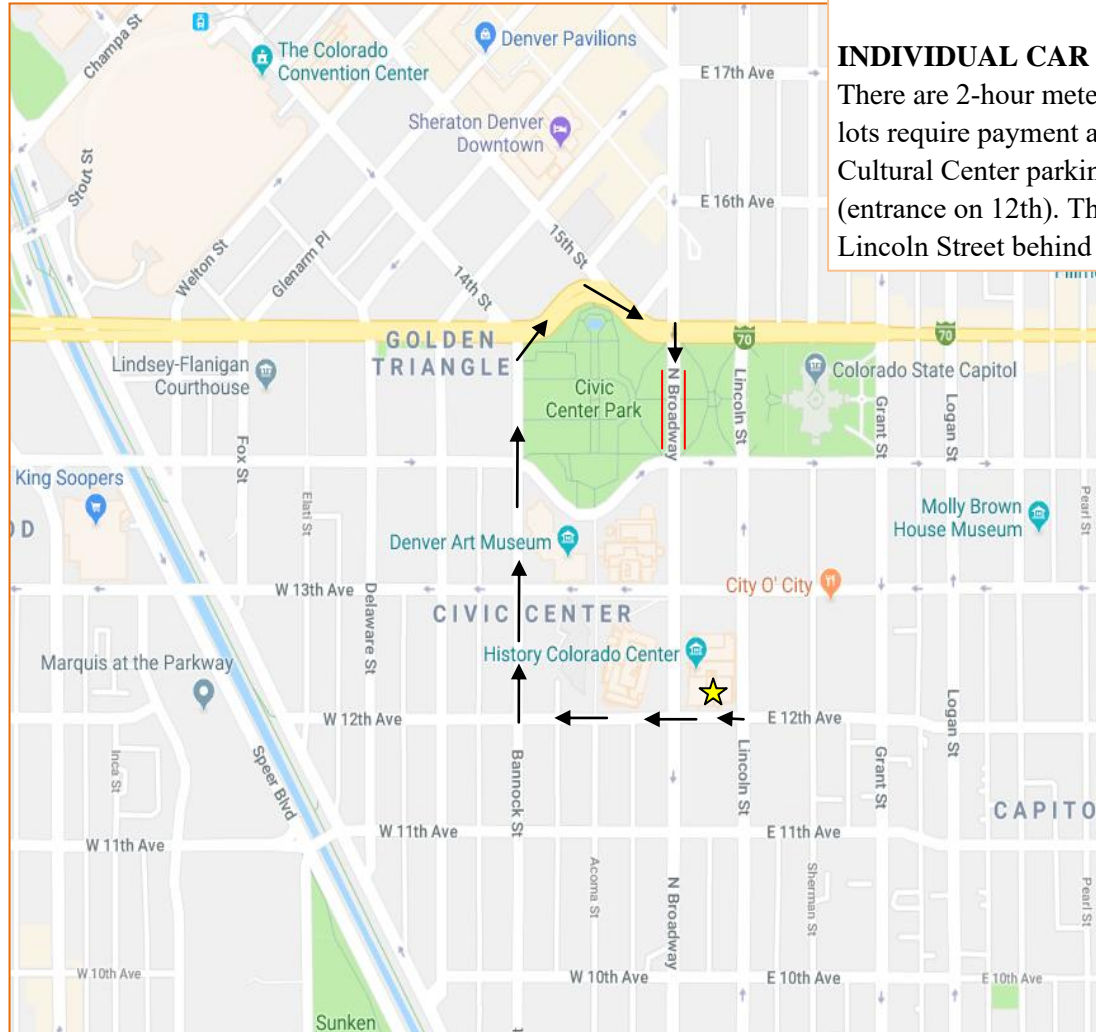 INDIVIDUAL CAR
There are 2-hour mete
lots require payment a
Cultural Center parkin
(entrance on 12th). Th
Lincoln Street behind
Champa St
The Colorado
Convention Center
Denver Pavilions
E 17th Ave
Sheraton Denver
Downtown
Stout St
E 16th Ave
Welton St
Glenarm Pl
15th St
14th St
GOLDEN
TRIANGLE
70
70
Lindsey-Flanigan
Courthouse
Civic
Center Park
N Broadway
Lincoln St
Colorado State Capitol
Grant St
Logan St
Fox St
King Soopers
Elati St
Molly Brown
House Museum
Pearl St
D
Denver Art Museum
W 13th Ave
Delaware St
City O' City
CIVIC CENTER
History Colorado Center
Marquis at the Parkway
W 12th Ave
E 12th Ave
Logan St
Inca St
Speer Blvd
Bannock St
Lincoln St
Grant St
CAPITO
W 11th Ave
W 11th Ave
E 11th Ave
Acoma St
N Broadway
Sherman St
Pearl St
W 10th Ave
W 10th Ave
E 10th Ave
E 10th Ave
Sunken